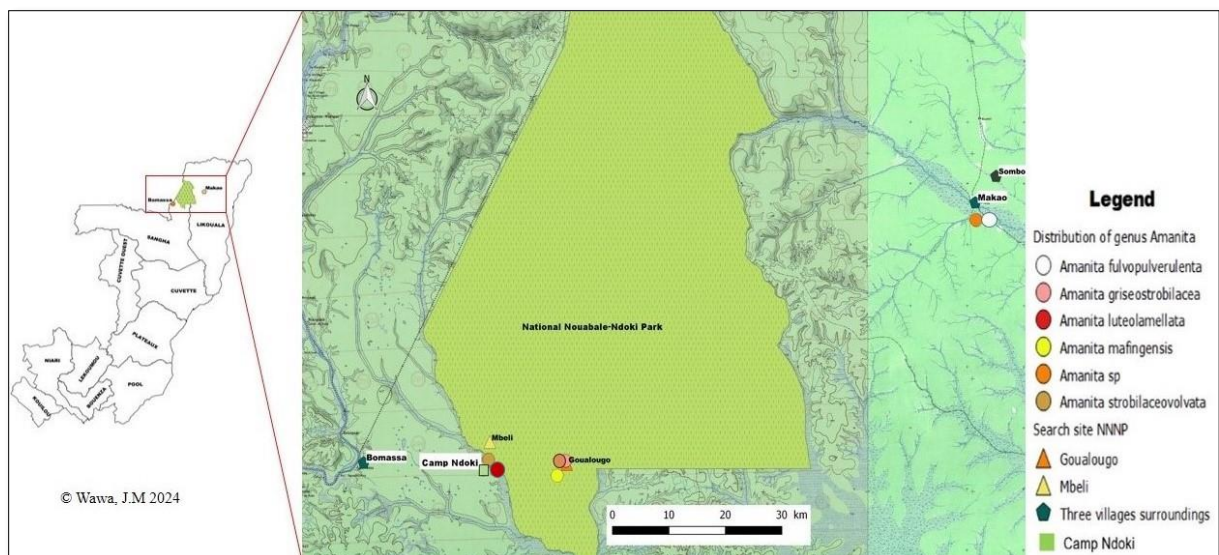 Makao
Bomassa
LIKOUALA
SANGHA
CUVETTE OUEST
CUVETTE
PLATEAUX
NIARI
LEKOUMOU
BOUENZA
POOL
KOUILOU
© Wawa, J.M 2024
N
National Nouabale-Ndoki Park
Sombo
Makao
Mbeli
Bomassa
Camp Ndoki
Goualougo
0 10 20 30 km
Legend
Distribution of genus Amanita
Amanita fulvopulverulenta
Amanita griseostrobilacea
Amanita luteolamellata
Amanita mafingensis
Amanita sp
Amanita strobilaceovolvata
Search site NNNP
Goualougo
Mbeli
Three villages surroundings
Camp Ndoki